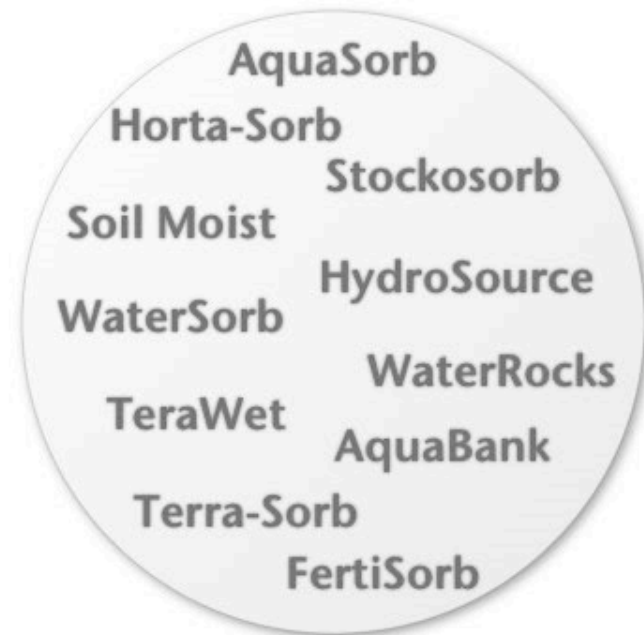 AquaSorb
Horta-Sorb
Stockosorb
Soil Moist
HydroSource
WaterSorb
WaterRocks
TeraWet
AquaBank
Terra-Sorb
FertiSorb